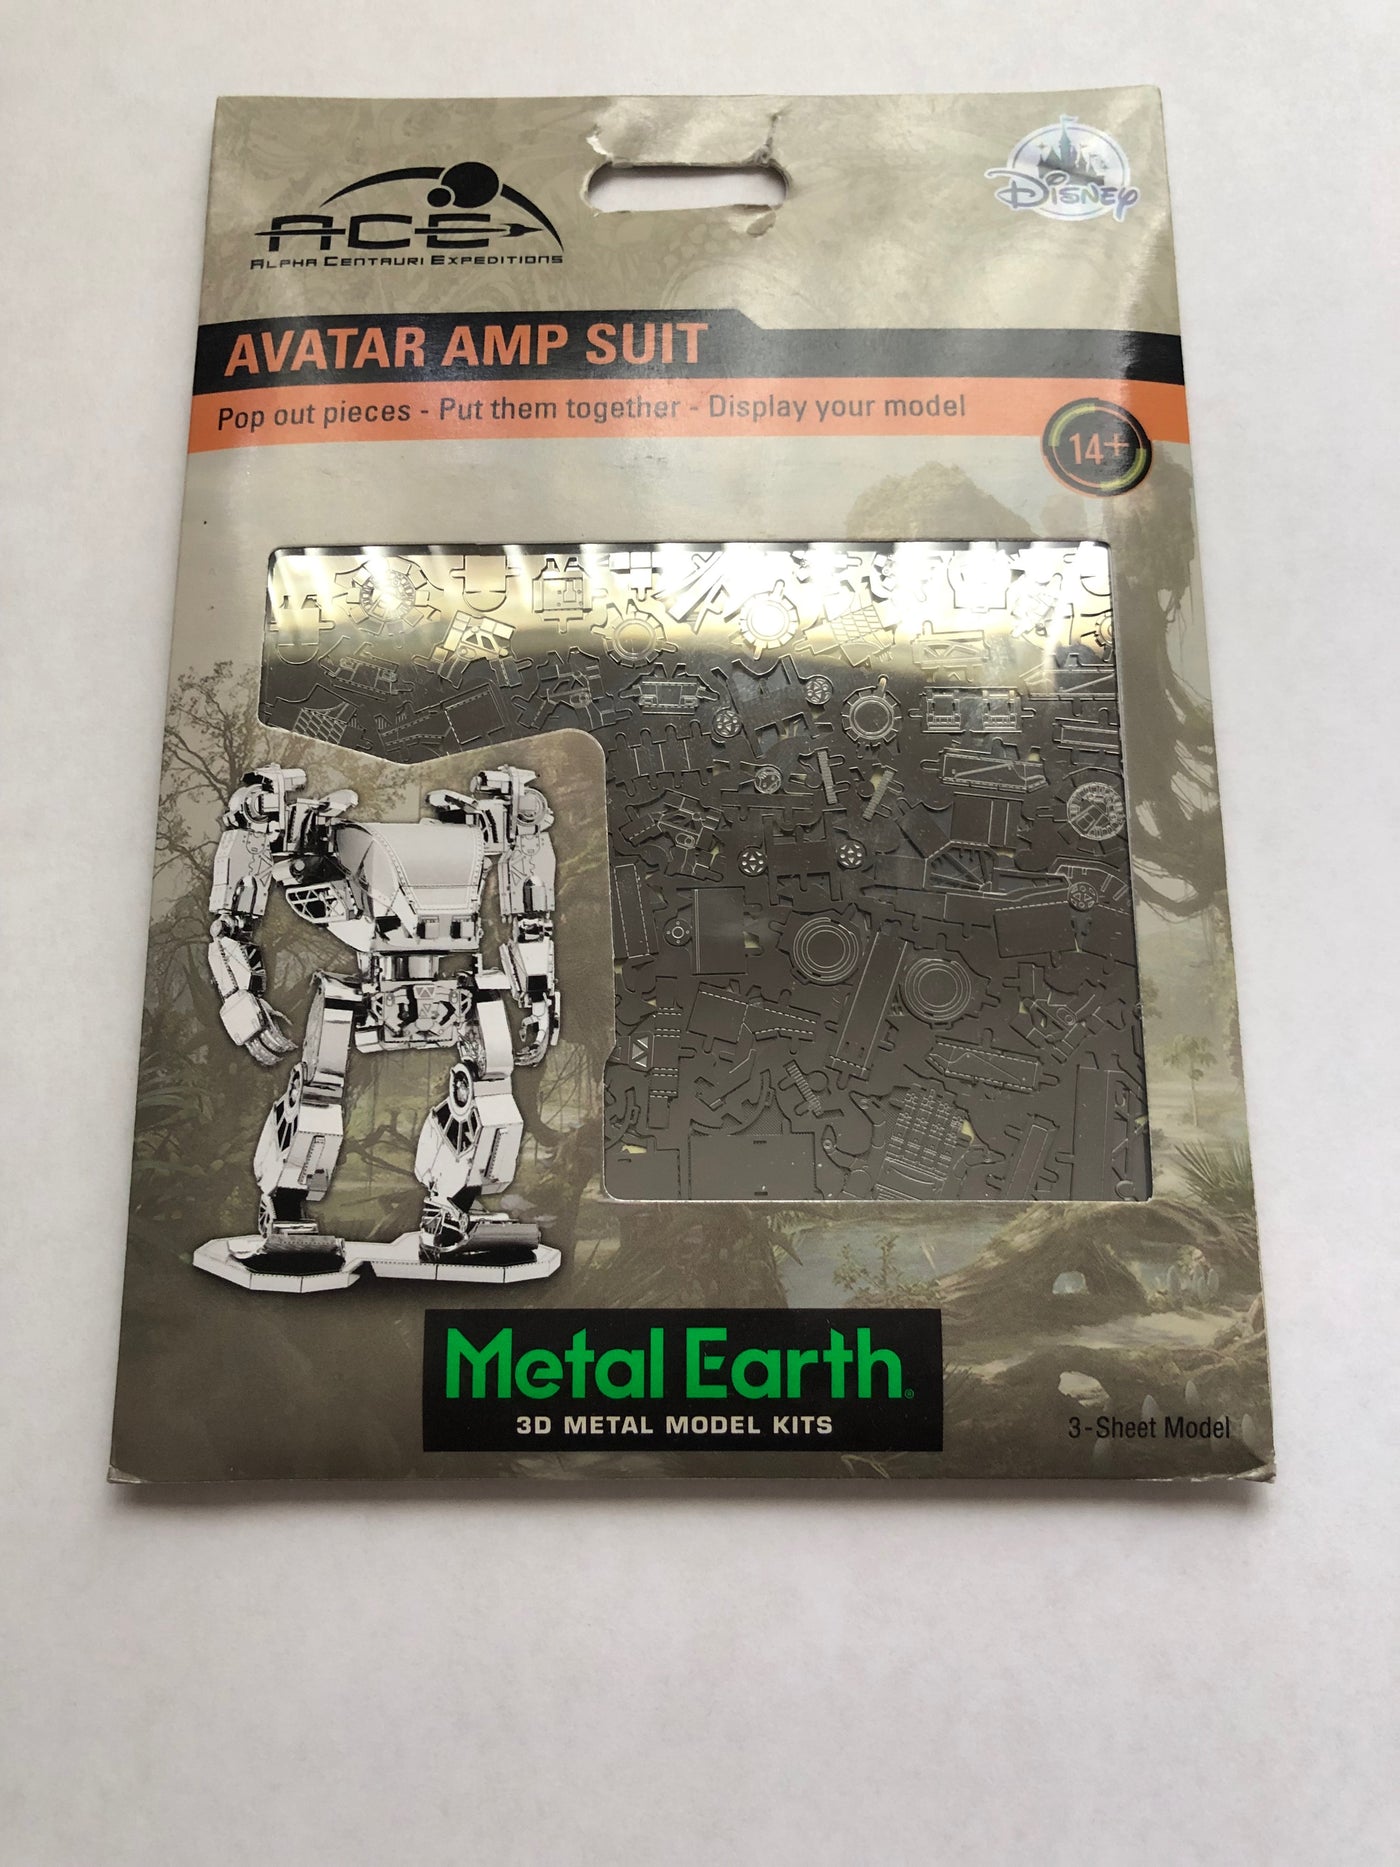 ACE
ALPHA CENTAURI EXPEDITIONS
Disney
AVATAR AMP SUIT
Pop out pieces - Put them together - Display your model
14+
Metal Earth®
3D METAL MODEL KITS
3-Sheet Model